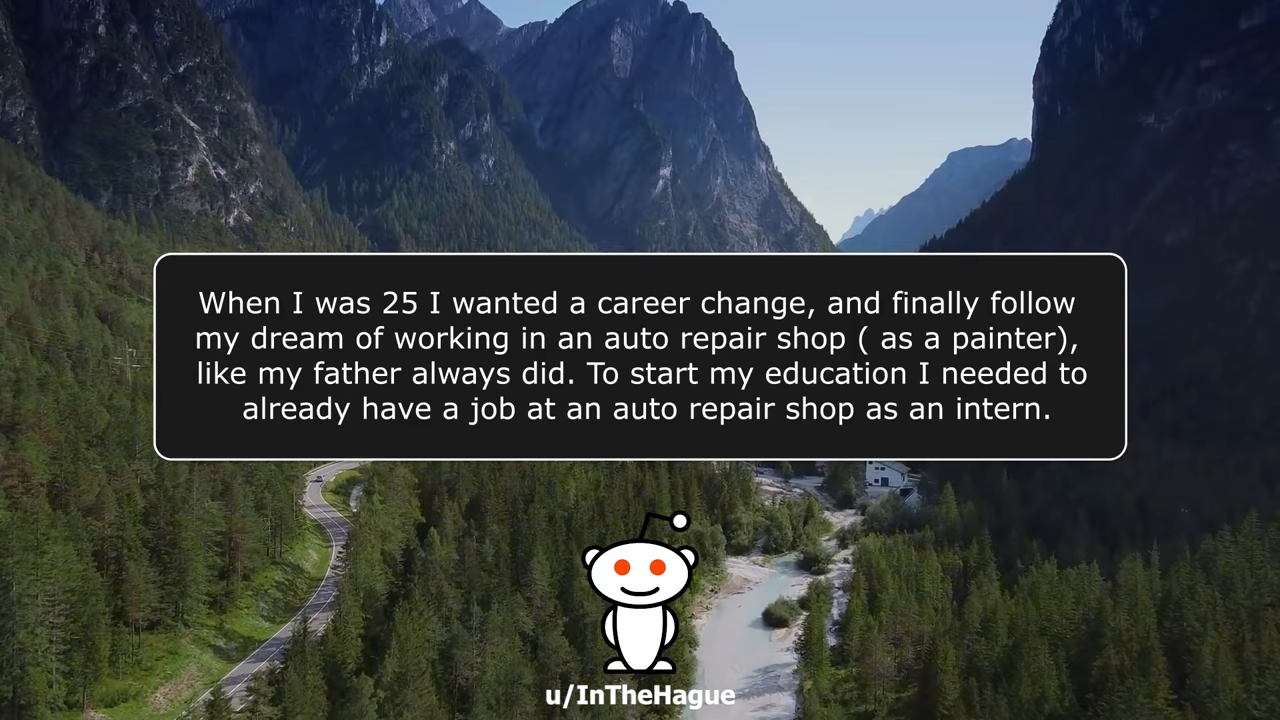 When I was 25 I wanted a career change, and finally follow
my dream of working in an auto repair shop ( as a painter),
like my father always did. To start my education I needed to
already have a job at an auto repair shop as an intern.
u/InTheHague